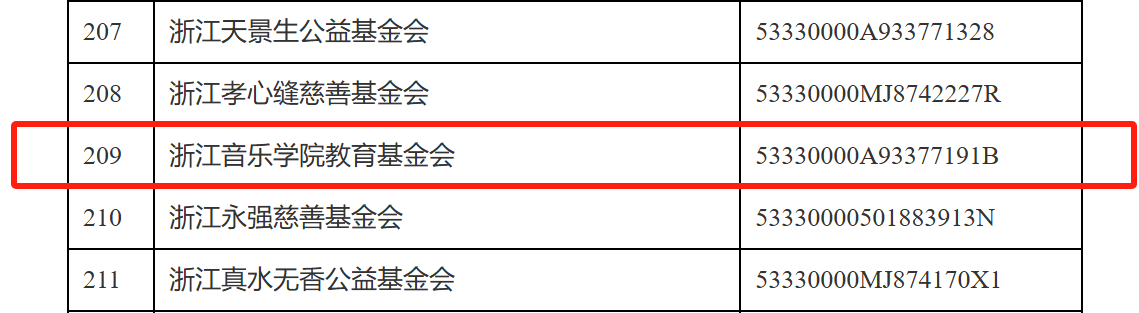 207 浙江天景生公益基金会 53330000A933771328
208 浙江孝心缝慈善基金会 53330000MJ8742227R
209 浙江音乐学院教育基金会 53330000A93377191B
210 浙江永强慈善基金会 53330000501883913N
211 浙江真水无香公益基金会 53330000MJ874170X1